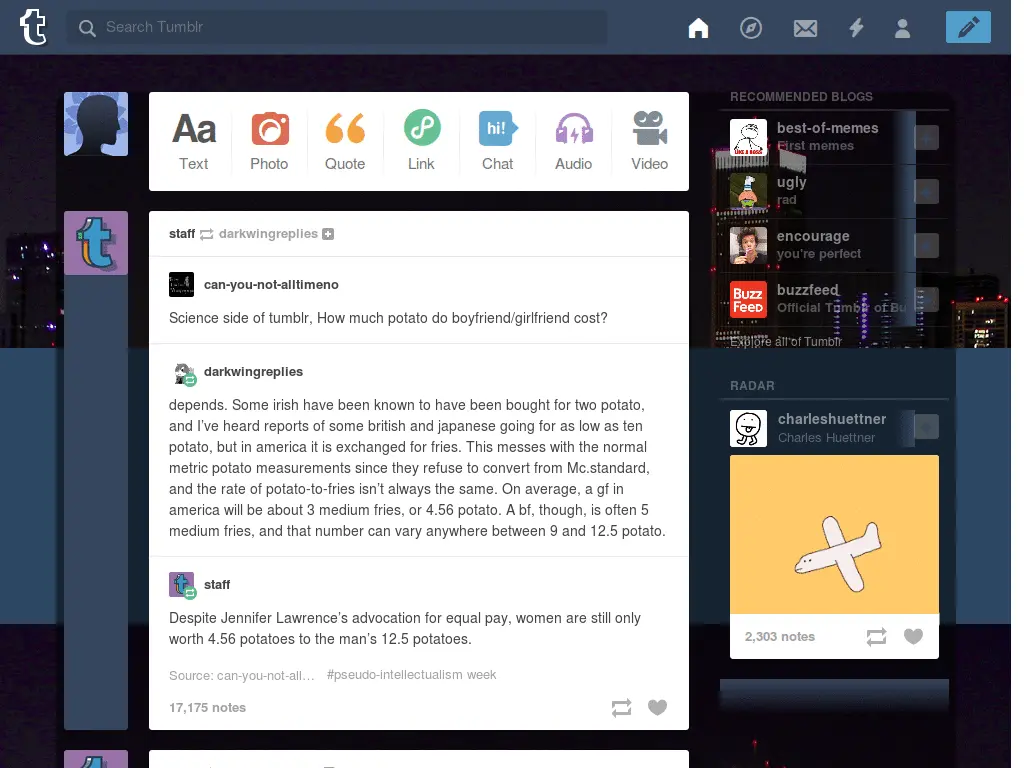 Search Tumblr
Aa
Text
Photo
Quote
Link
hi!
Chat
Audio
Video
staff darkwingreplies
can-you-not-alltimeno
Science side of tumblr, How much potato do boyfriend/girlfriend cost?
darkwingreplies
depends. Some irish have been known to have been bought for two potato,
and I’ve heard reports of some british and japanese going for as low as ten
potato, but in america it is exchanged for fries. This messes with the normal
metric potato measurements since they refuse to convert from Mc.standard,
and the rate of potato-to-fries isn’t always the same. On average, a gf in
america will be about 3 medium fries, or 4.56 potato. A bf, though, is often 5
medium fries, and that number can vary anywhere between 9 and 12.5 potato.
staff
Despite Jennifer Lawrence’s advocation for equal pay, women are still only
worth 4.56 potatoes to the man’s 12.5 potatoes.
Source: can-you-not-all… #pseudo-intellectualism week
17,175 notes
RECOMMENDED BLOGS
best-of-memes
First memes
LIKE A BOSS
ugly
rad
encourage
you're perfect
BuzzFeed
buzzfeed
Official Tumblr of Bu
Explore all of Tumblr
RADAR
charleshuettner
Charles Huettner
2,303 notes